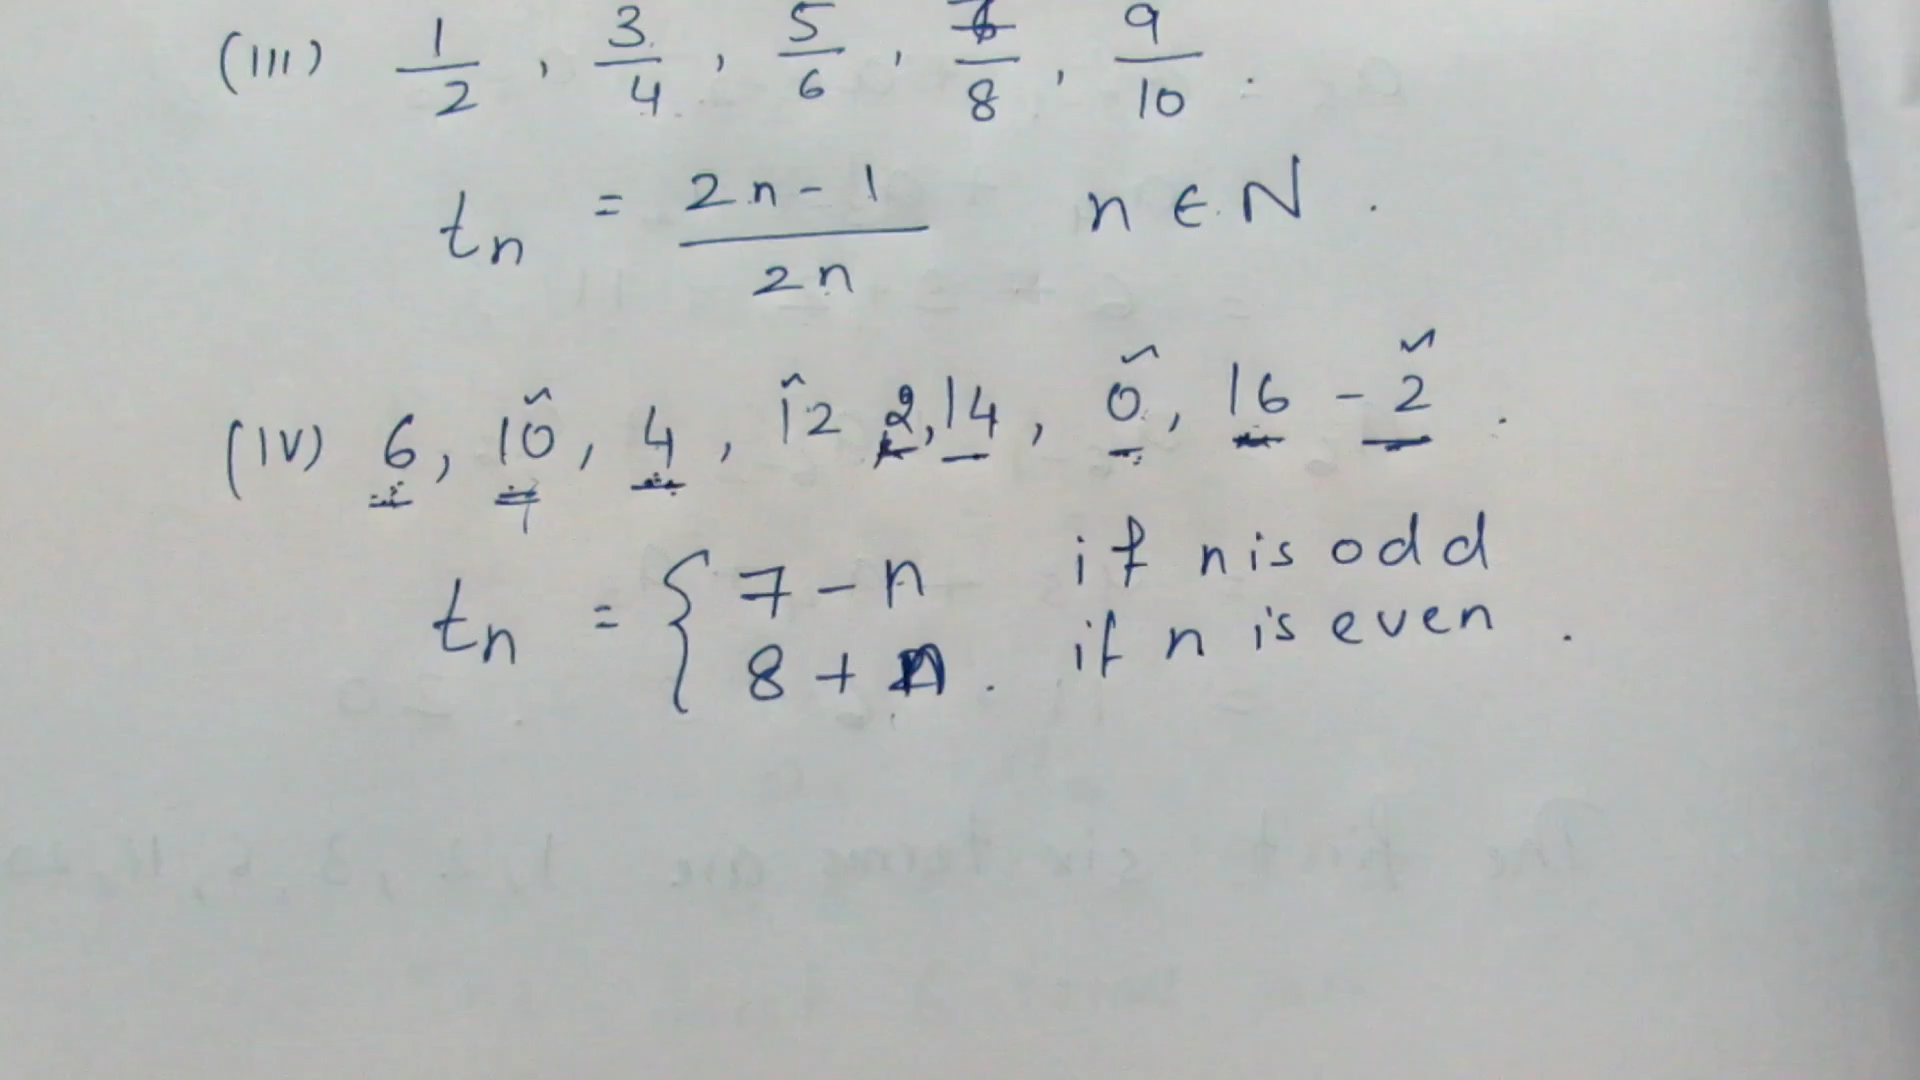 (III) 1/2 , 3/4 , 5/6 , 7/8 , 9/10 .
tn = 2n-1/2n n ∈ N .
(IV) 6, 10, 4, 12 2,14, 0, 16 -2 .
tn = { 7 - n if n is odd
8 + n . if n is even .